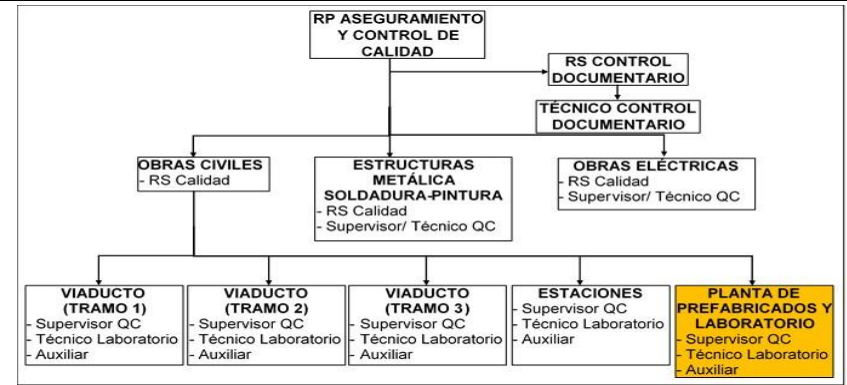 RP ASEGURAMIENTO
Y CONTROL DE
CALIDAD
RS CONTROL
DOCUMENTARIO
TÉCNICO CONTROL
DOCUMENTARIO
OBRAS CIVILES
- RS Calidad
ESTRUCTURAS
METÁLICA
SOLDADURA-PINTURA
- RS Calidad
- Supervisor/ Técnico QC
OBRAS ELÉCTRICAS
- RS Calidad
- Supervisor/ Técnico QC
VIADUCTO
(TRAMO 1)
- Supervisor QC
- Técnico Laboratorio
- Auxiliar
VIADUCTO
(TRAMO 2)
- Supervisor QC
- Técnico Laboratorio
- Auxiliar
VIADUCTO
(TRAMO 3)
- Supervisor QC
- Técnico Laboratorio
- Auxiliar
ESTACIONES
- Supervisor QC
- Técnico Laboratorio
- Auxiliar
PLANTA DE
PREFABRICADOS Y
LABORATORIO
- Supervisor QC
- Técnico Laboratorio
- Auxiliar